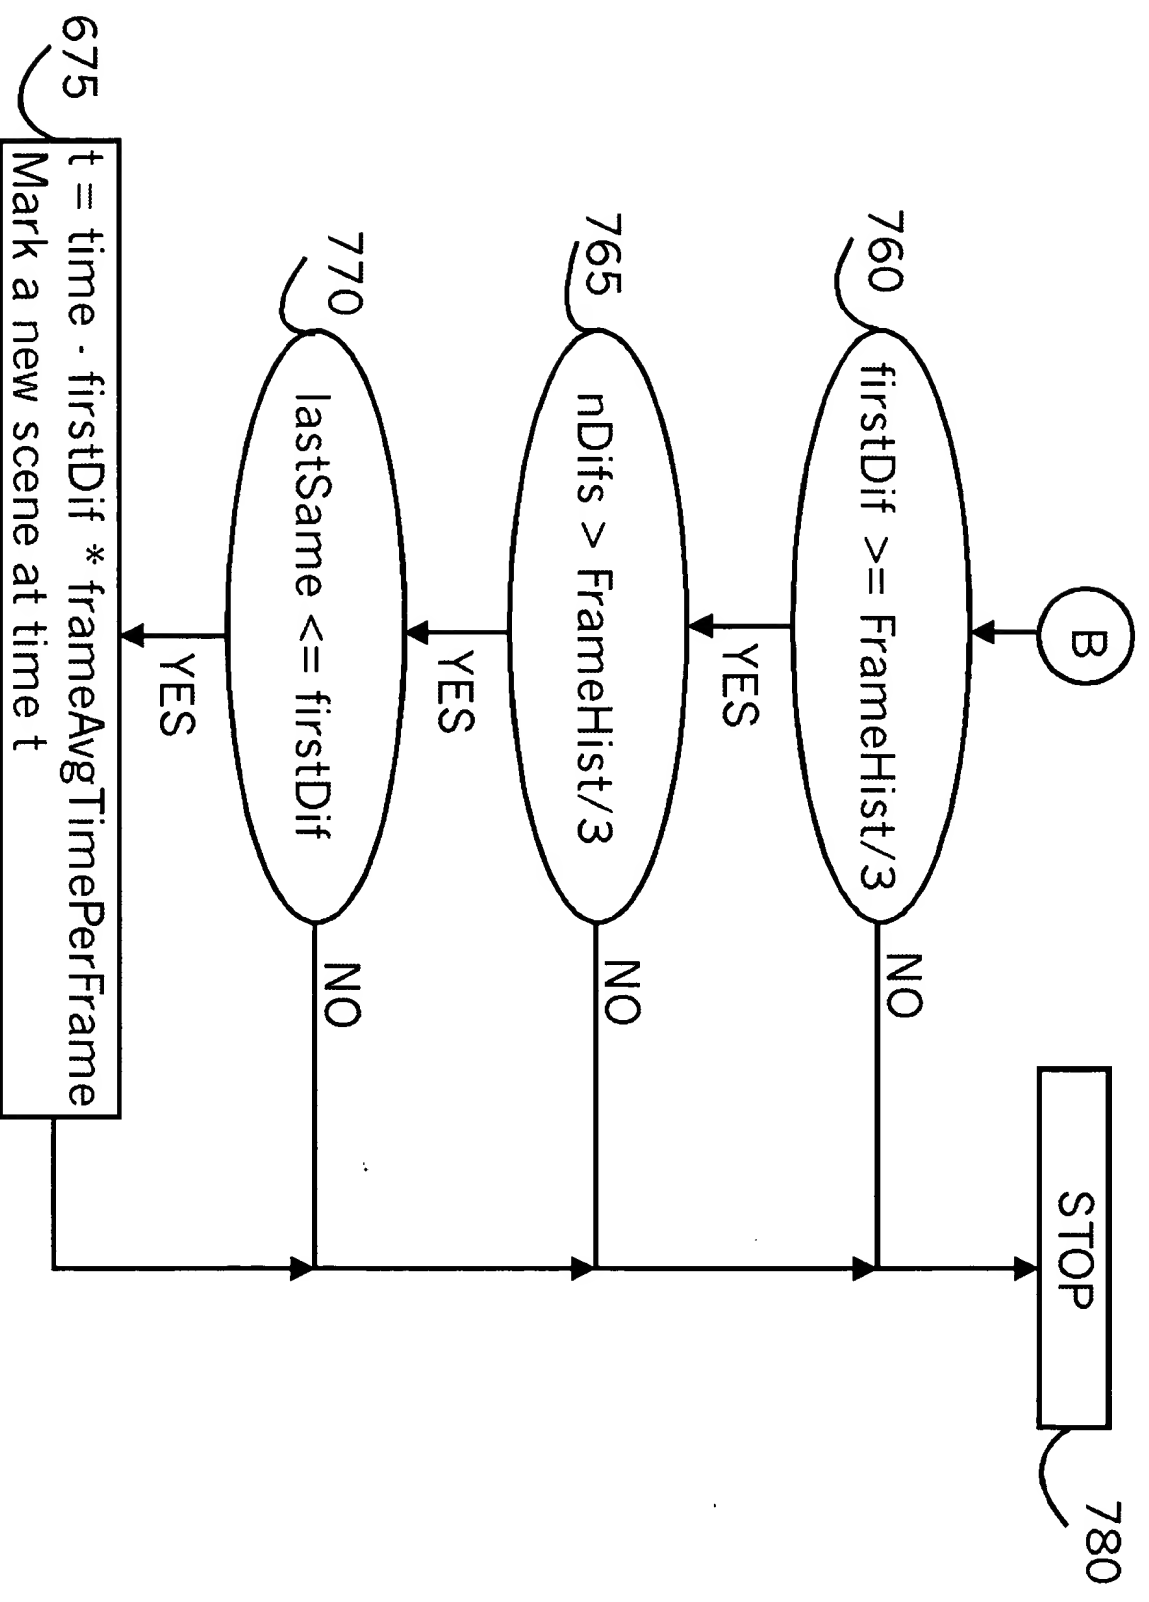 B
STOP
780
760
firstDif >= FrameHist/3
NO
YES
765
nDifs > FrameHist/3
NO
YES
770
lastSame <= firstDif
NO
YES
675
t = time - firstDif * frameAvgTimePerFrame
Mark a new scene at time t